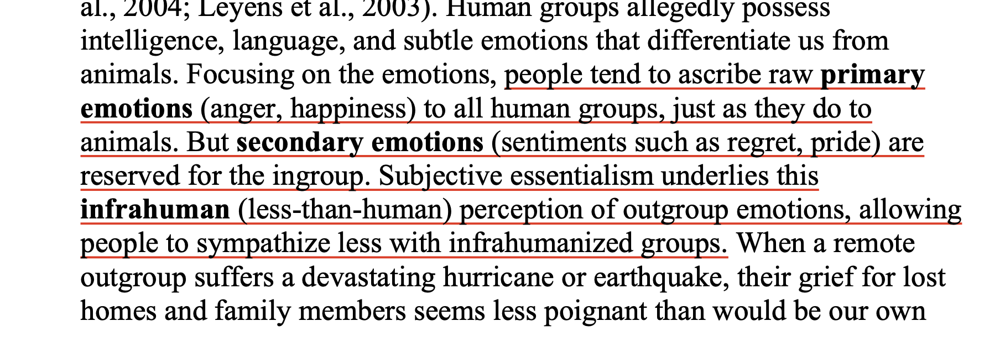 al., 2004; Leyens et al., 2003). Human groups allegedly possess
intelligence, language, and subtle emotions that differentiate us from
animals. Focusing on the emotions, people tend to ascribe raw primary
emotions (anger, happiness) to all human groups, just as they do to
animals. But secondary emotions (sentiments such as regret, pride) are
reserved for the ingroup. Subjective essentialism underlies this
infrahuman (less-than-human) perception of outgroup emotions, allowing
people to sympathize less with infrahumanized groups. When a remote
outgroup suffers a devastating hurricane or earthquake, their grief for lost
homes and family members seems less poignant than would be our own